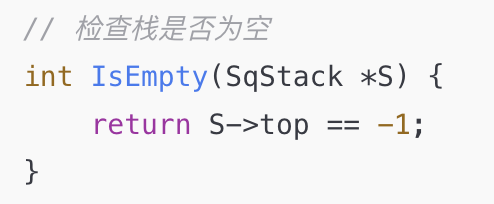 // 检查栈是否为空
int IsEmpty(SqStack *S) {
    return S->top == -1;
}